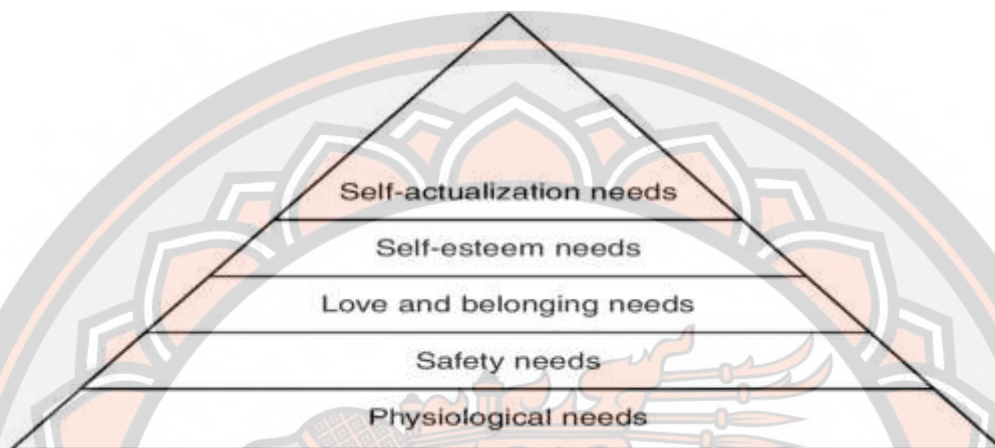 Self-actualization needs
Self-esteem needs
Love and belonging needs
Safety needs
Physiological needs